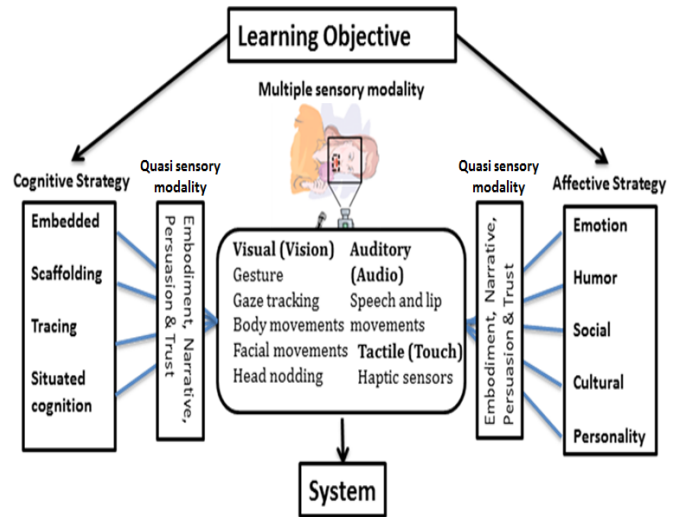 Learning Objective
Multiple sensory modality
Cognitive Strategy
Embedded
Scaffolding
Tracing
Situated
cognition
Quasi sensory
modality
Embodiment, Narrative,
Persuasion & Trust
Visual (Vision)
Gesture
Gaze tracking
Body movements
Facial movements
Head nodding
Auditory
(Audio)
Speech and lip
movements
Tactile (Touch)
Haptic sensors
Quasi sensory
modality
Embodiment, Narrative,
Persuasion & Trust
Affective Strategy
Emotion
Humor
Social
Cultural
Personality
System